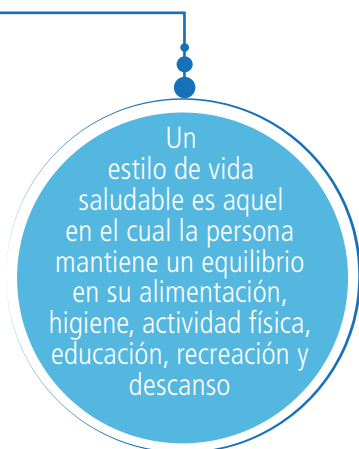 Un
estilo de vida
saludable es aquel
en el cual la persona
mantiene un equilibrio
en su alimentación,
higiene, actividad física,
educación, recreación y
descanso